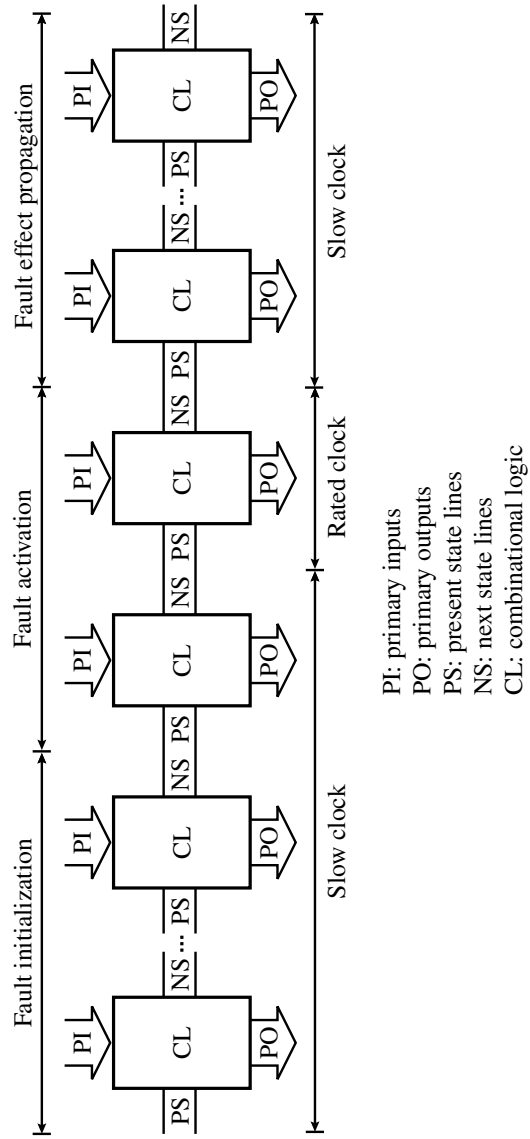 Fault initialization Fault activation Fault effect propagation
PI PI PI PI PI PI
PS CL NS ... PS CL NS PS CL NS PS CL NS PS CL NS ... PS CL NS
PO PO PO PO PO PO
Slow clock Rated clock Slow clock
PI: primary inputs
PO: primary outputs
PS: present state lines
NS: next state lines
CL: combinational logic